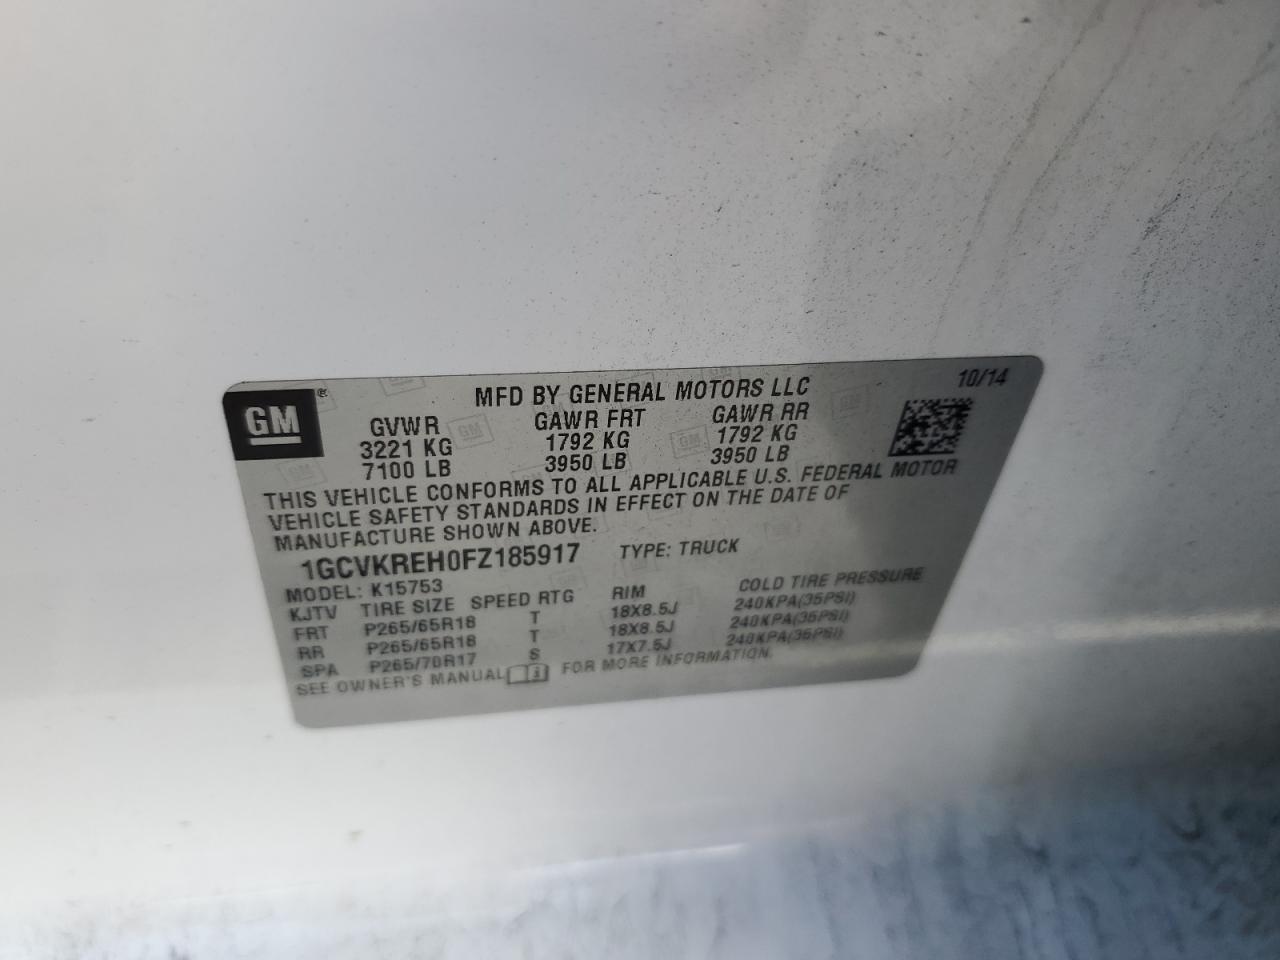 GM ®
MFD BY GENERAL MOTORS LLC 10/14
GVWR GAWR FRT GAWR RR
3221 KG 1792 KG 1792 KG
7100 LB 3950 LB 3950 LB
THIS VEHICLE CONFORMS TO ALL APPLICABLE U.S. FEDERAL MOTOR
VEHICLE SAFETY STANDARDS IN EFFECT ON THE DATE OF
MANUFACTURE SHOWN ABOVE.
1GCVKREH0FZ185917 TYPE: TRUCK
MODEL: K15753
KJTV TIRE SIZE SPEED RTG RIM COLD TIRE PRESSURE
FRT P265/65R18 T 18X8.5J 240KPA(35PSI)
RR P265/65R18 T 18X8.5J 240KPA(35PSI)
SPA P265/70R17 S 17X7.5J 240KPA(35PSI)
SEE OWNER'S MANUAL FOR MORE INFORMATION.